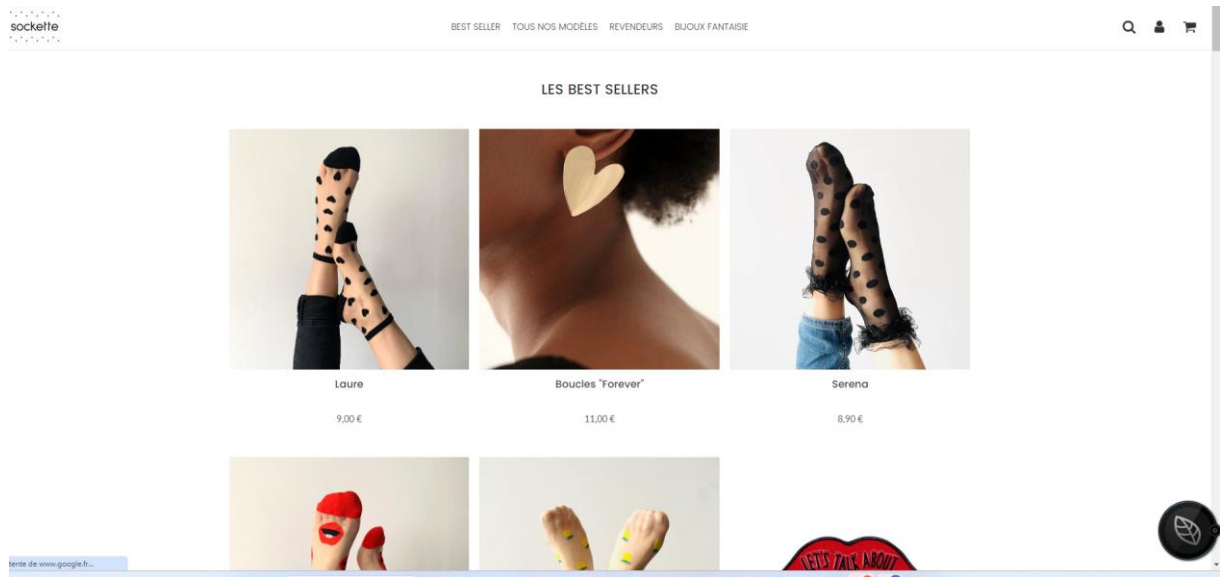 sockette
BEST SELLER TOUS NOS MODÈLES REVENDEURS BIJOUX FANTAISIE
LES BEST SELLERS
Laure
Boucles "Forever"
Serena
9,00 €
11,00 €
8,90 €
LET'S TALK ABOUT
tente de www.google.fr...